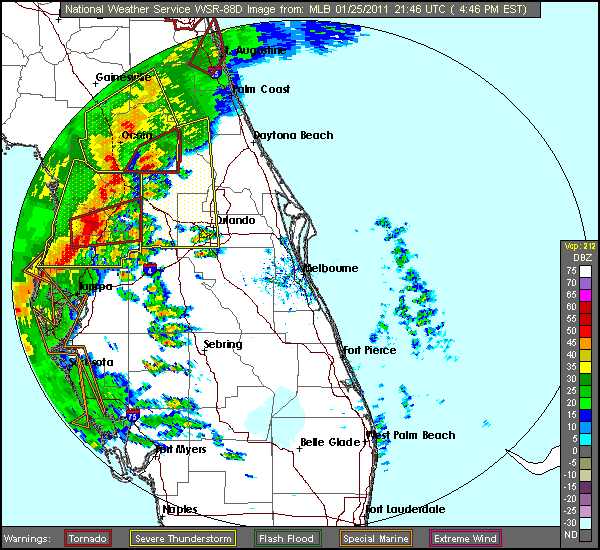 National Weather Service WSR-88D Image from: MLB 01/25/2011 21:46 UTC ( 4:46 PM EST)
St. Augustine
Gainesville
Palm Coast
Ocala
Daytona Beach
Orlando
Melbourne
4
Tampa
Sebring
Fort Pierce
Sarasota
75
West Palm Beach
Belle Glade
Fort Myers
Naples
Fort Lauderdale
Vcp: 212
DBZ
75
70
65
60
55
50
45
40
35
30
25
20
15
10
5
0
-5
-10
-15
-20
-25
-30
ND
Warnings: Tornado Severe Thunderstorm Flash Flood Special Marine Extreme Wind